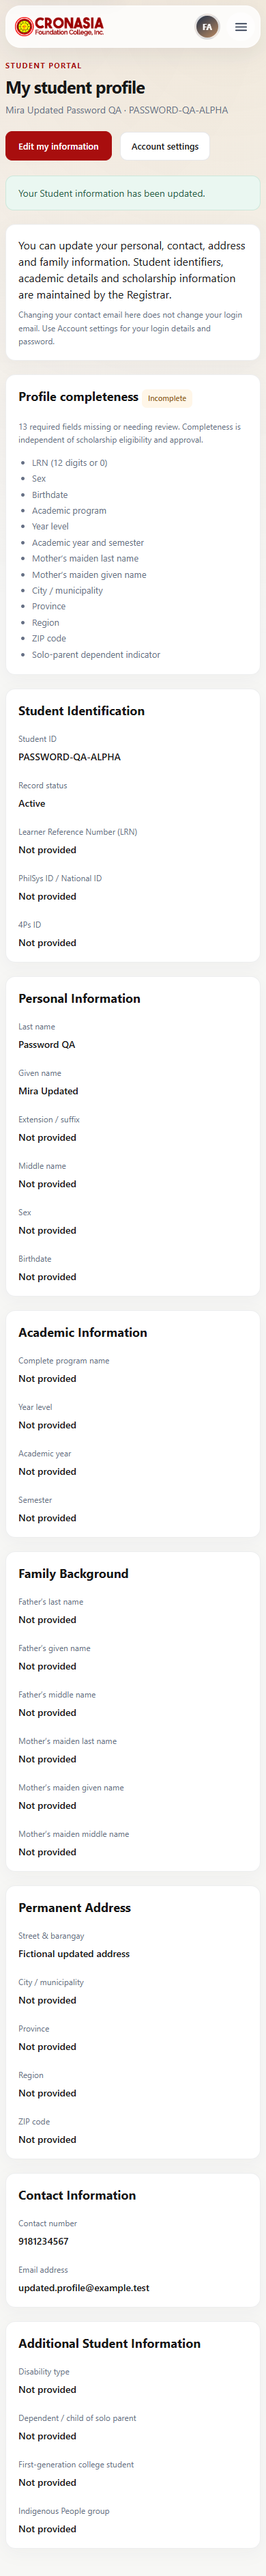 CRONASIA
Foundation College, Inc.
FA
STUDENT PORTAL
My student profile
Mira Updated Password QA · PASSWORD-QA-ALPHA
Edit my information
Account settings
Your Student information has been updated.
You can update your personal, contact, address
and family information. Student identifiers,
academic details and scholarship information
are maintained by the Registrar.
Changing your contact email here does not change your login
email. Use Account settings for your login details and
password.
Profile completeness Incomplete
13 required fields missing or needing review. Completeness is
independent of scholarship eligibility and approval.
LRN (12 digits or 0)
Sex
Birthdate
Academic program
Year level
Academic year and semester
Mother's maiden last name
Mother's maiden given name
City / municipality
Province
Region
ZIP code
Solo-parent dependent indicator
Student Identification
Student ID
PASSWORD-QA-ALPHA
Record status
Active
Learner Reference Number (LRN)
Not provided
PhilSys ID / National ID
Not provided
4Ps ID
Not provided
Personal Information
Last name
Password QA
Given name
Mira Updated
Extension / suffix
Not provided
Middle name
Not provided
Sex
Not provided
Birthdate
Not provided
Academic Information
Complete program name
Not provided
Year level
Not provided
Academic year
Not provided
Semester
Not provided
Family Background
Father's last name
Not provided
Father's given name
Not provided
Father's middle name
Not provided
Mother's maiden last name
Not provided
Mother's maiden given name
Not provided
Mother's maiden middle name
Not provided
Permanent Address
Street & barangay
Fictional updated address
City / municipality
Not provided
Province
Not provided
Region
Not provided
ZIP code
Not provided
Contact Information
Contact number
9181234567
Email address
updated.profile@example.test
Additional Student Information
Disability type
Not provided
Dependent / child of solo parent
Not provided
First-generation college student
Not provided
Indigenous People group
Not provided